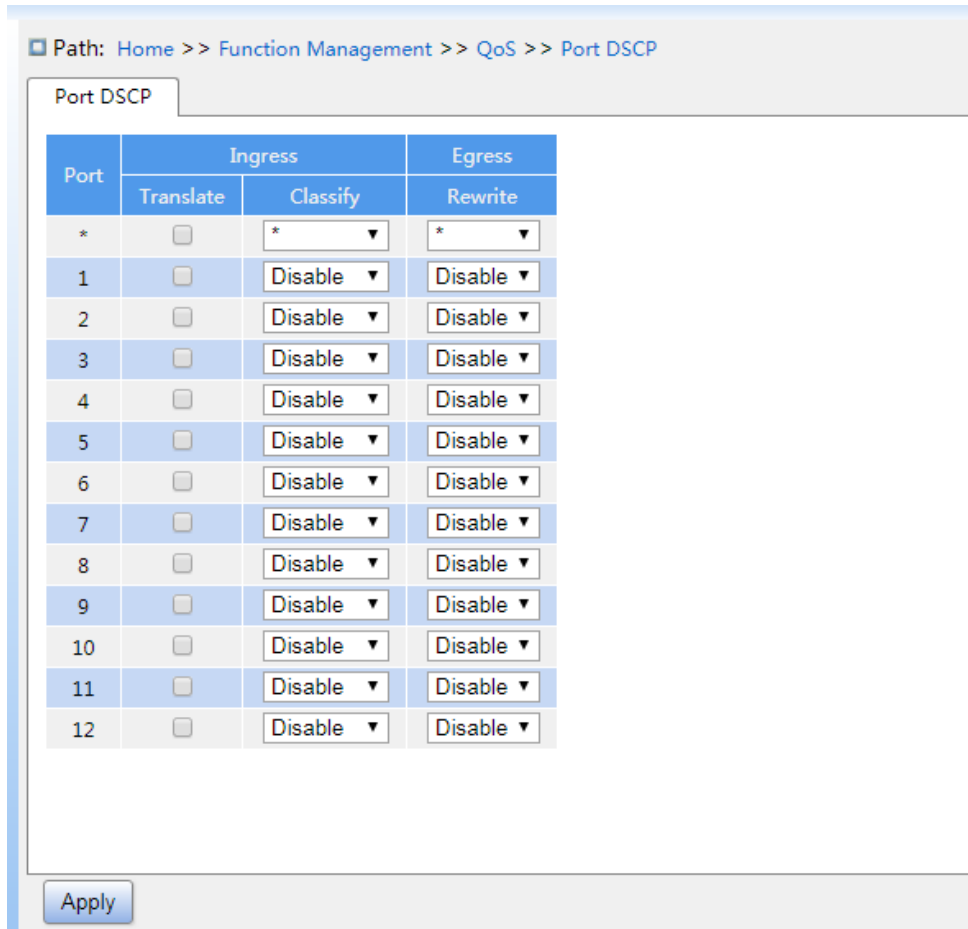 Path: Home >> Function Management >> QoS >> Port DSCP
Port DSCP
Port Ingress Egress
Translate Classify Rewrite
* * *
1 Disable Disable
2 Disable Disable
3 Disable Disable
4 Disable Disable
5 Disable Disable
6 Disable Disable
7 Disable Disable
8 Disable Disable
9 Disable Disable
10 Disable Disable
11 Disable Disable
12 Disable Disable
Apply